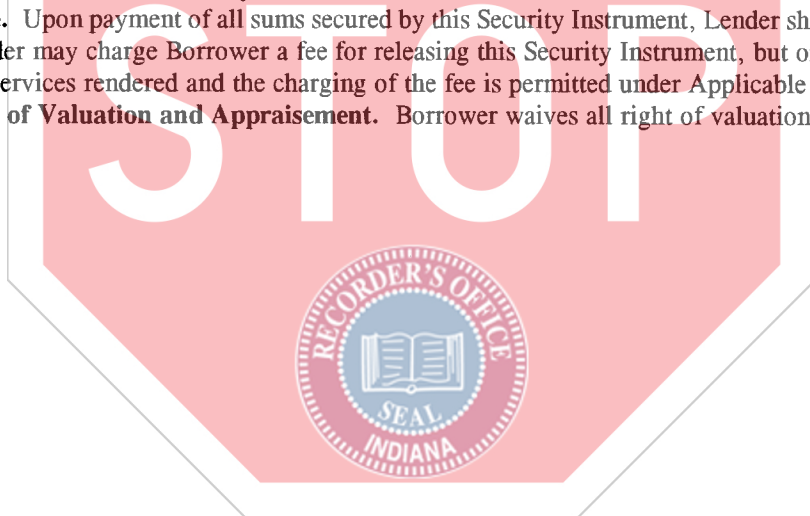 . Upon payment of all sums secured by this Security Instrument, Lender sh
er may charge Borrower a fee for releasing this Security Instrument, but o
ervices rendered and the charging of the fee is permitted under Applicable
of Valuation and Appraisement. Borrower waives all right of valuation
STOP
RECORDER'S OFFICE
SEAL
INDIANA